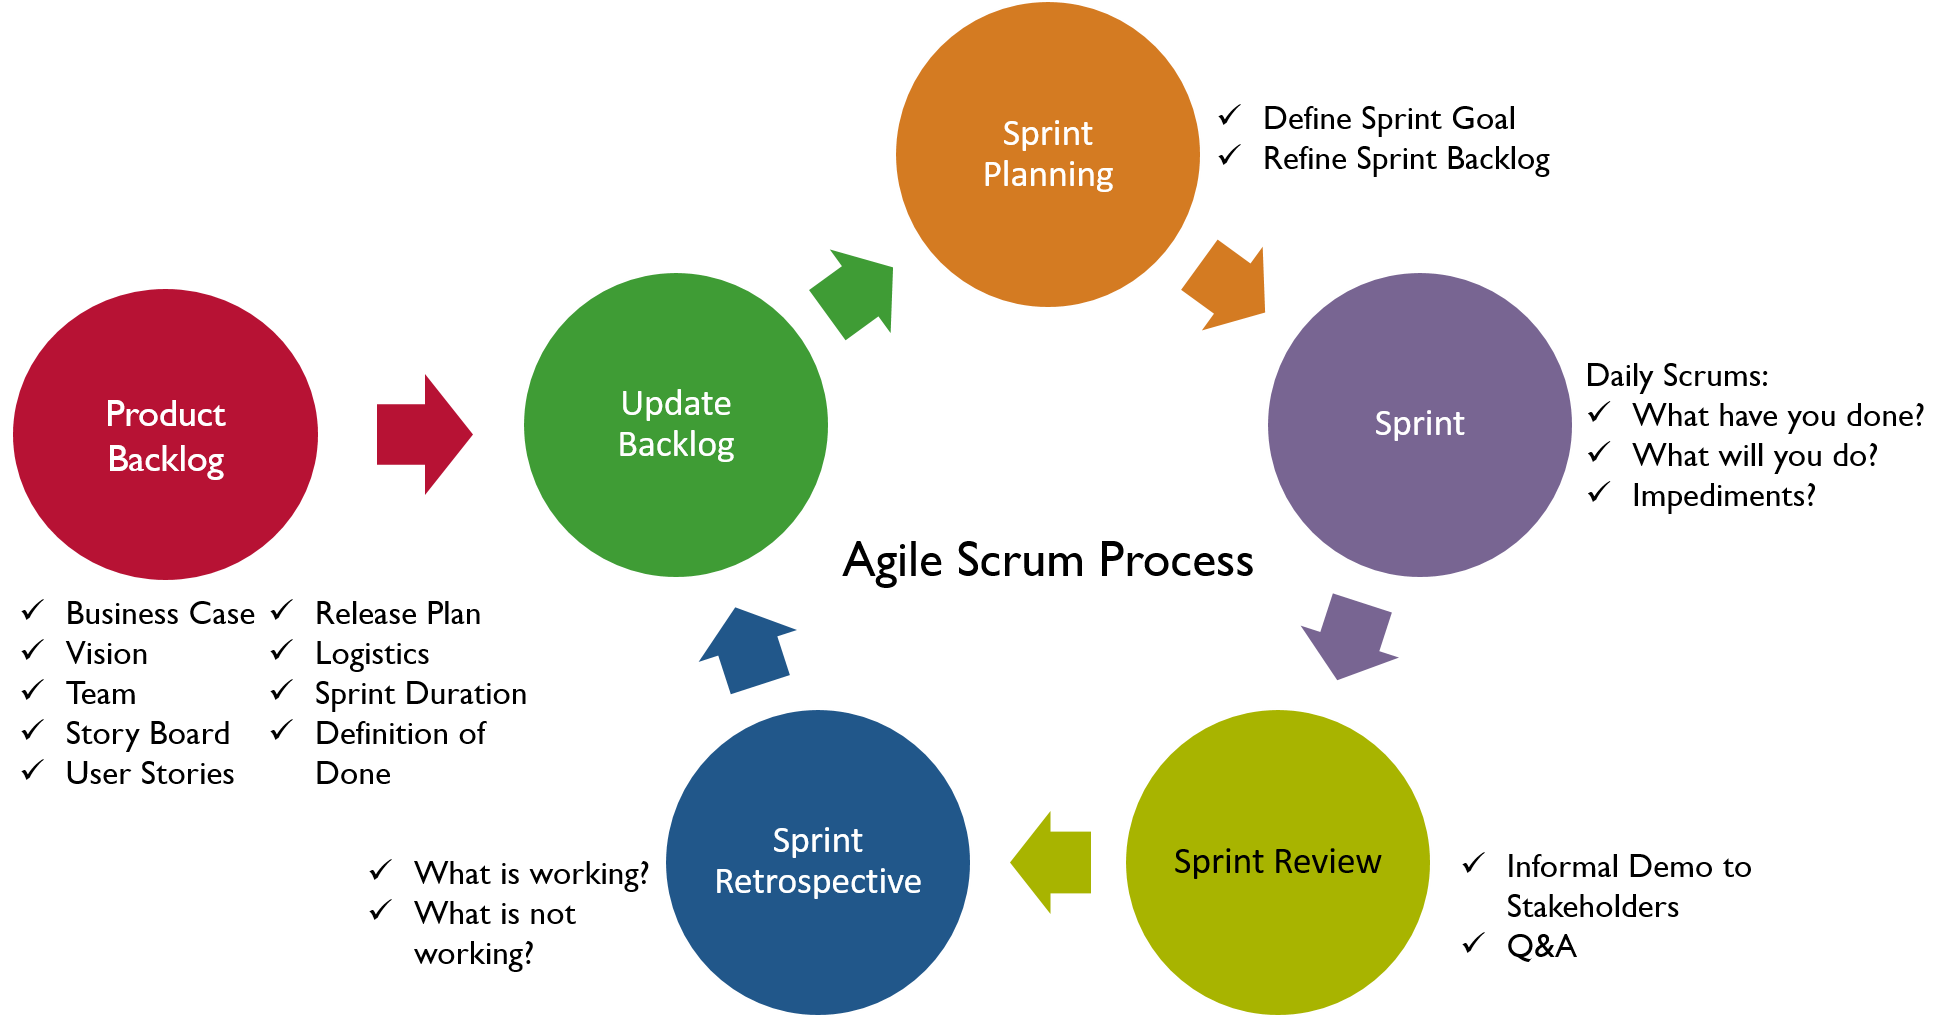 Sprint
Planning
✓ Define Sprint Goal
✓ Refine Sprint Backlog
Product
Backlog
Update
Backlog
Sprint
Daily Scrums:
✓ What have you done?
✓ What will you do?
✓ Impediments?
Agile Scrum Process
✓ Business Case
✓ Vision
✓ Team
✓ Story Board
✓ User Stories
✓ Release Plan
✓ Logistics
✓ Sprint Duration
✓ Definition of
Done
Sprint
Retrospective
✓ What is working?
✓ What is not
working?
Sprint Review
✓ Informal Demo to
Stakeholders
✓ Q&A